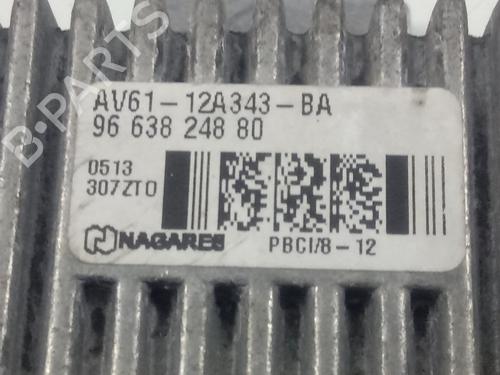 B-PARTS
AV61-12A343-BA
96 638 248 80
0513
307ZTO
NAGARES
PBCI/8-12